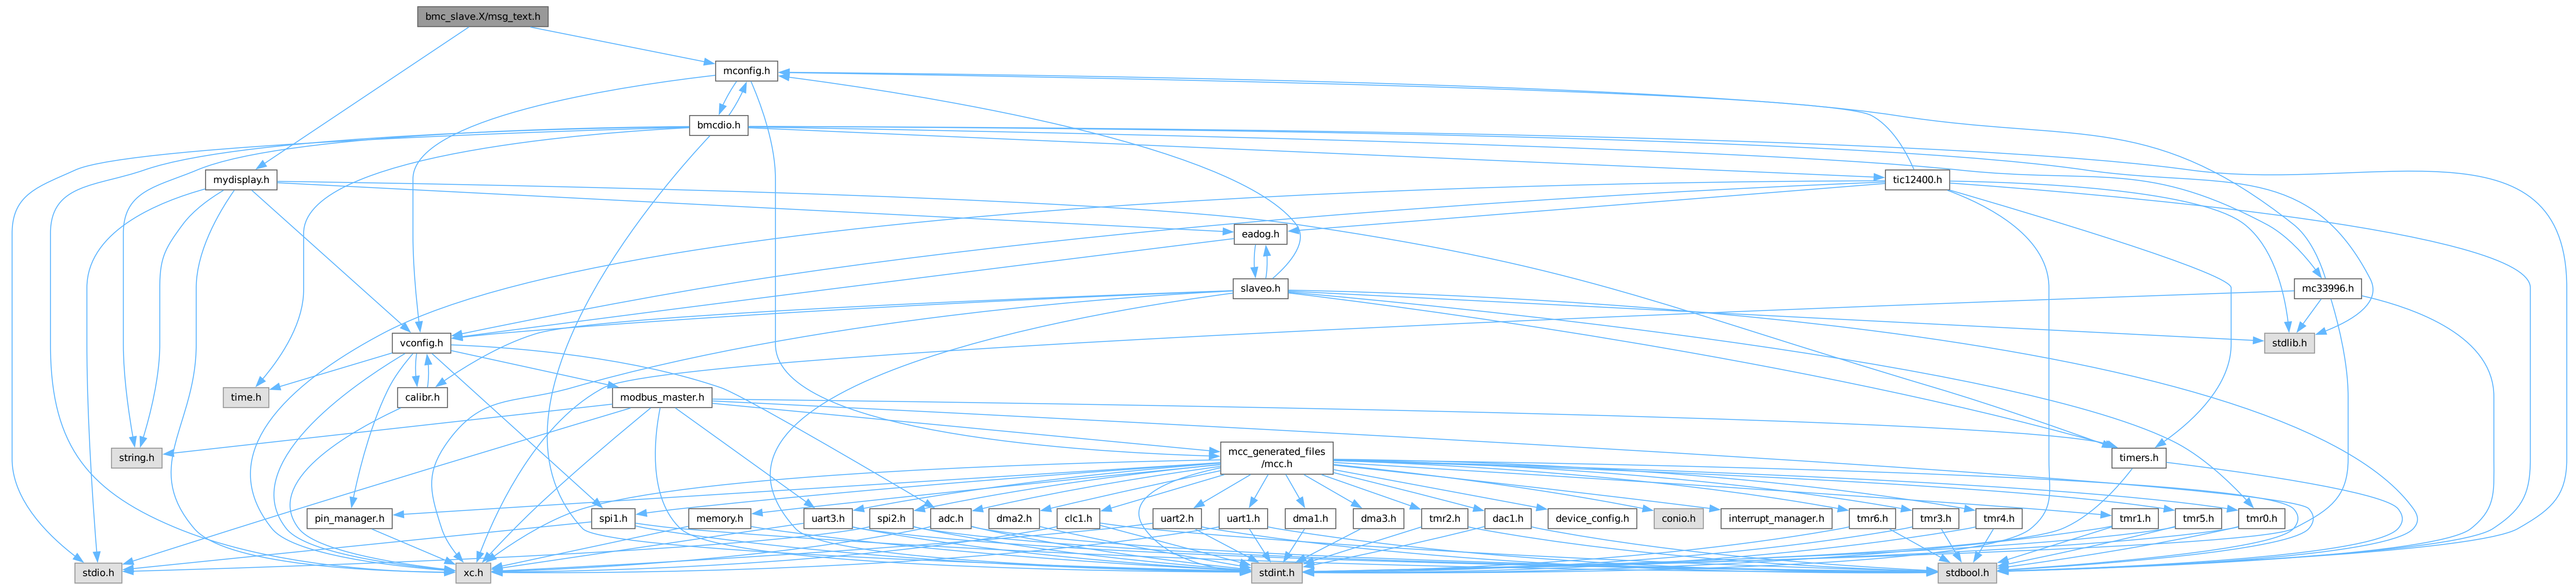 bmc_slave.X/msg_text.h
mconfig.h
bmcdio.h
mydisplay.h
tic12400.h
eadog.h
slaveo.h
mc33996.h
vconfig.h
stdlib.h
time.h
calibr.h
modbus_master.h
string.h
mcc_generated_files
/mcc.h
timers.h
pin_manager.h
spi1.h
memory.h
uart3.h
spi2.h
adc.h
dma2.h
clc1.h
uart2.h
uart1.h
dma1.h
dma3.h
tmr2.h
dac1.h
device_config.h
conio.h
interrupt_manager.h
tmr6.h
tmr3.h
tmr4.h
tmr1.h
tmr5.h
tmr0.h
stdio.h
xc.h
stdint.h
stdbool.h